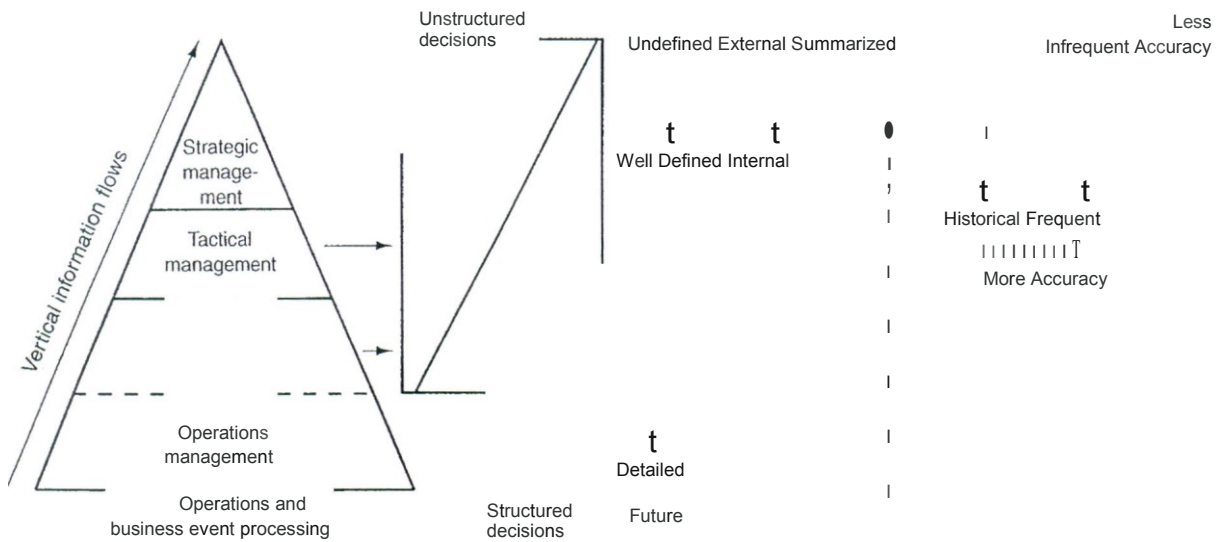 Unstructured
decisions
Undefined External Summarized
Less
Infrequent Accuracy
Vertical information flows
Strategic
manage-
ment
t t
Well Defined Internal
t t
Historical Frequent
More Accuracy
Tactical
management
Operations
management
t
Detailed
Operations and
business event processing
Structured
decisions
Future